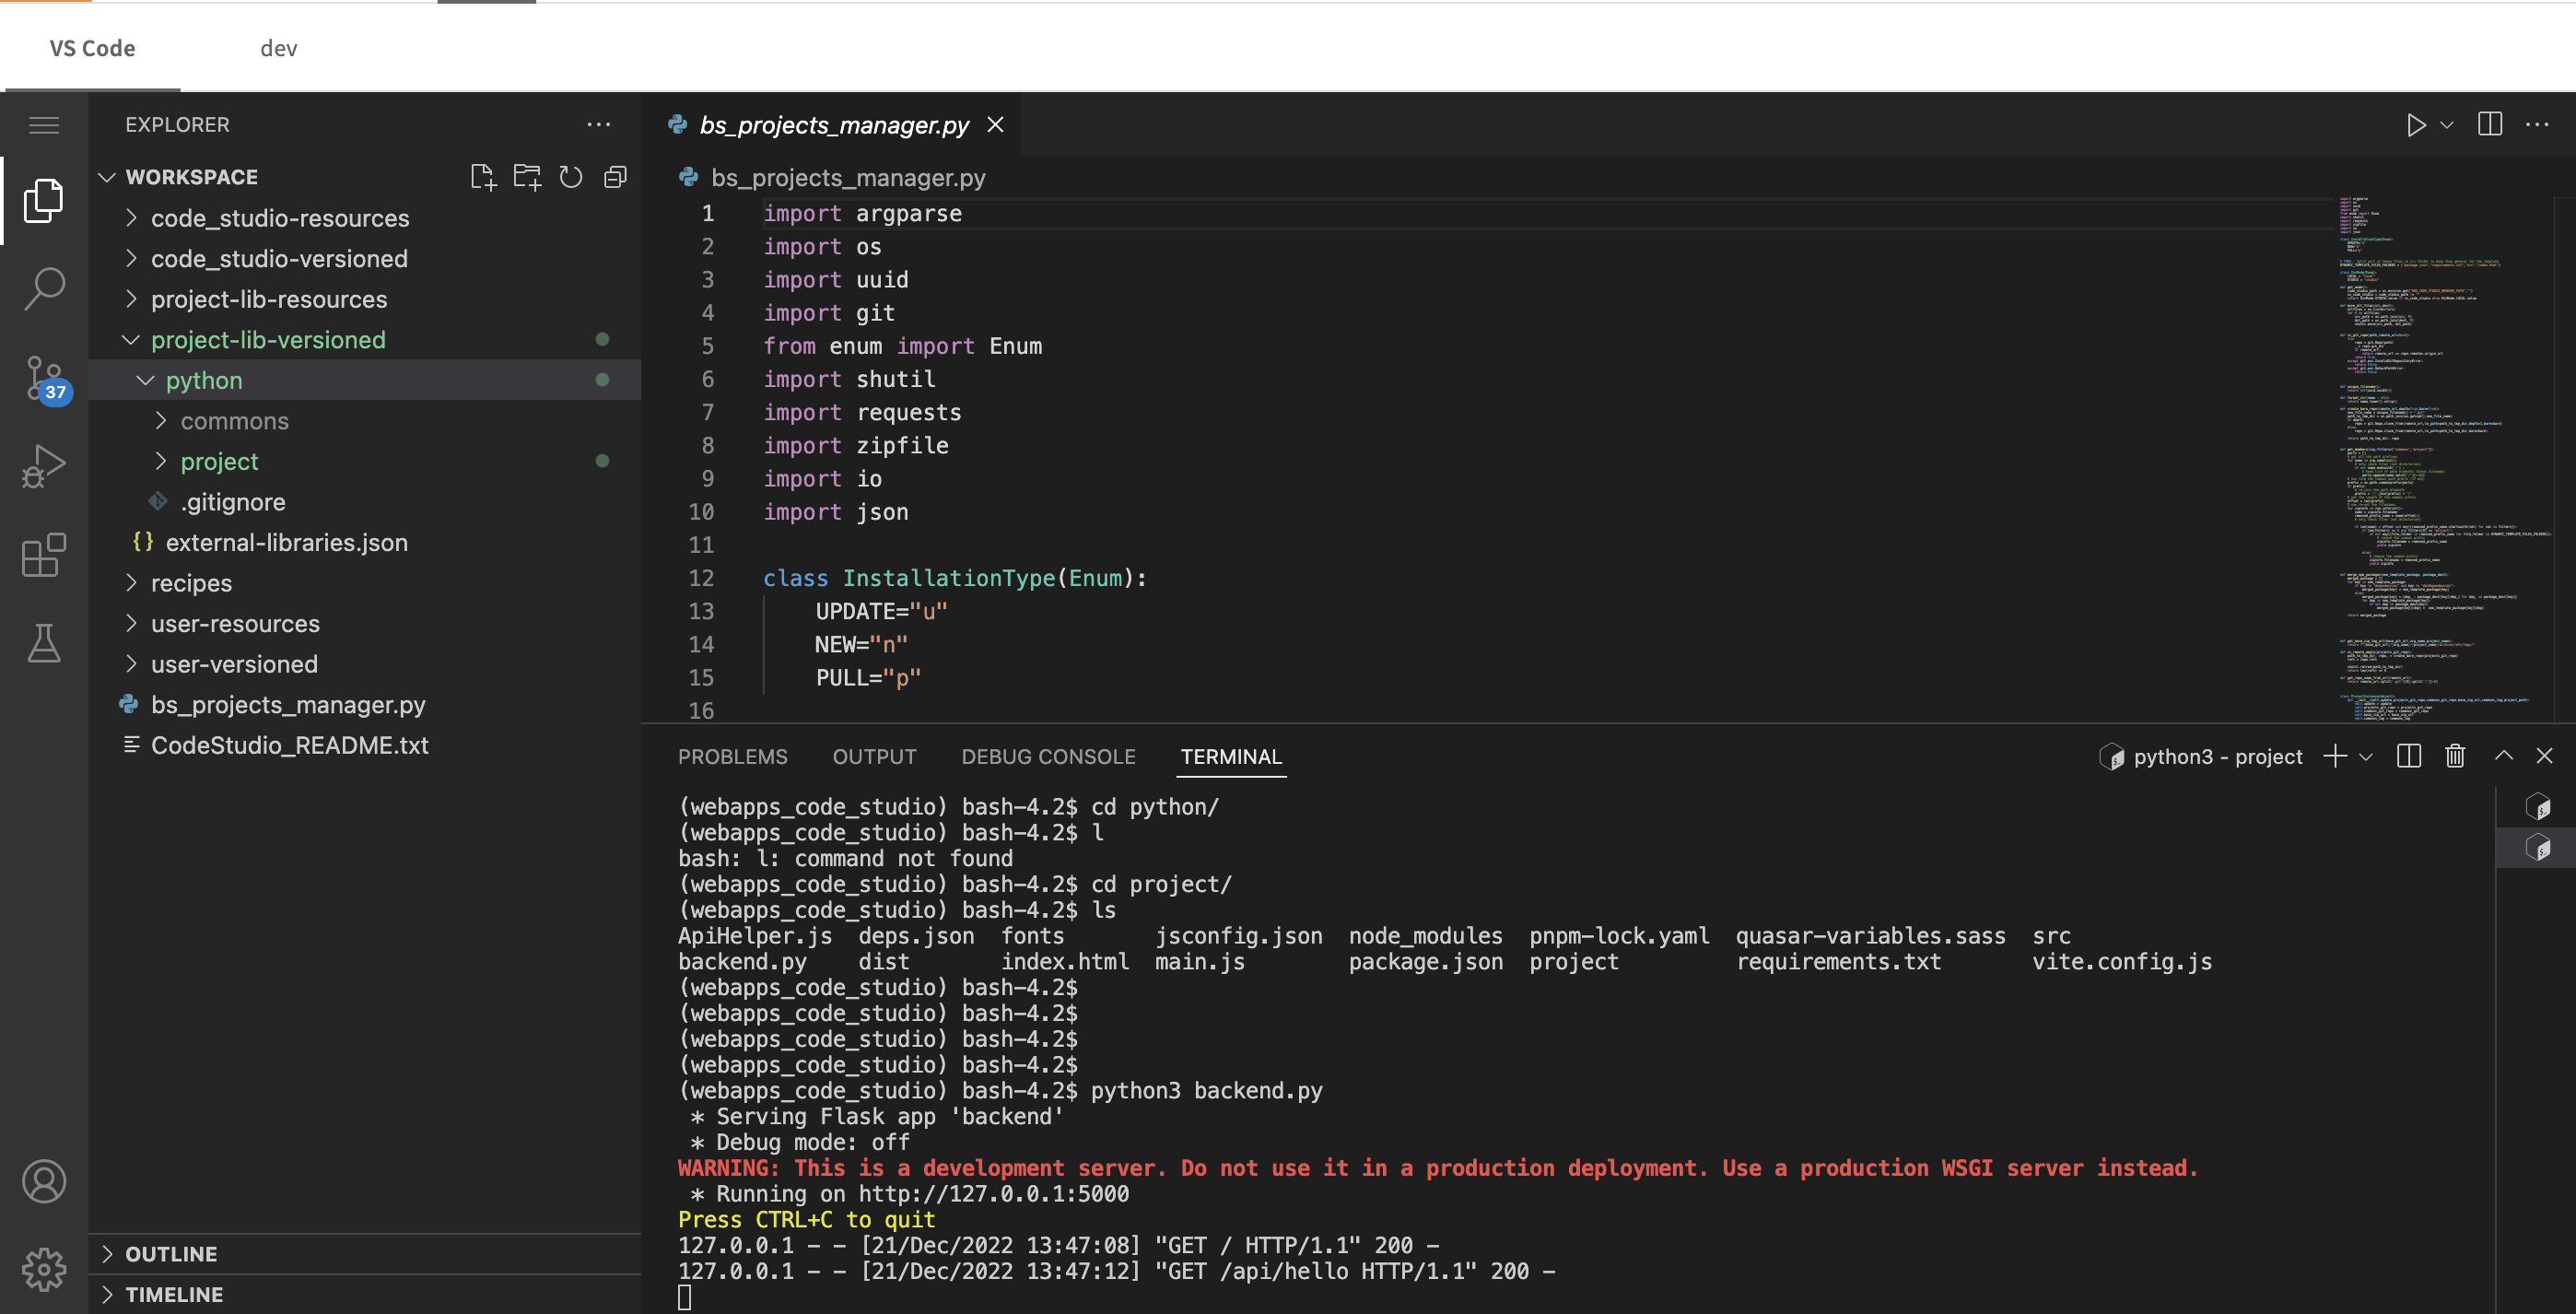 VS Code dev
EXPLORER
WORKSPACE
code_studio-resources
code_studio-versioned
project-lib-resources
project-lib-versioned
python
commons
project
.gitignore
{} external-libraries.json
recipes
user-resources
user-versioned
bs_projects_manager.py
CodeStudio_README.txt
37
OUTLINE
TIMELINE
bs_projects_manager.py
bs_projects_manager.py
1 import argparse
2 import os
3 import uuid
4 import git
5 from enum import Enum
6 import shutil
7 import requests
8 import zipfile
9 import io
10 import json
11
12 class InstallationType(Enum):
13 UPDATE="u"
14 NEW="n"
15 PULL="p"
16
PROBLEMS OUTPUT DEBUG CONSOLE TERMINAL python3 - project
(webapps_code_studio) bash-4.2$ cd python/
(webapps_code_studio) bash-4.2$ l
bash: l: command not found
(webapps_code_studio) bash-4.2$ cd project/
(webapps_code_studio) bash-4.2$ ls
ApiHelper.js deps.json fonts jsconfig.json node_modules pnpm-lock.yaml quasar-variables.sass src
backend.py dist index.html main.js package.json project requirements.txt vite.config.js
(webapps_code_studio) bash-4.2$
(webapps_code_studio) bash-4.2$
(webapps_code_studio) bash-4.2$
(webapps_code_studio) bash-4.2$
(webapps_code_studio) bash-4.2$ python3 backend.py
* Serving Flask app 'backend'
* Debug mode: off
WARNING: This is a development server. Do not use it in a production deployment. Use a production WSGI server instead.
* Running on http://127.0.0.1:5000
Press CTRL+C to quit
127.0.0.1 - - [21/Dec/2022 13:47:08] "GET / HTTP/1.1" 200 -
127.0.0.1 - - [21/Dec/2022 13:47:12] "GET /api/hello HTTP/1.1" 200 -